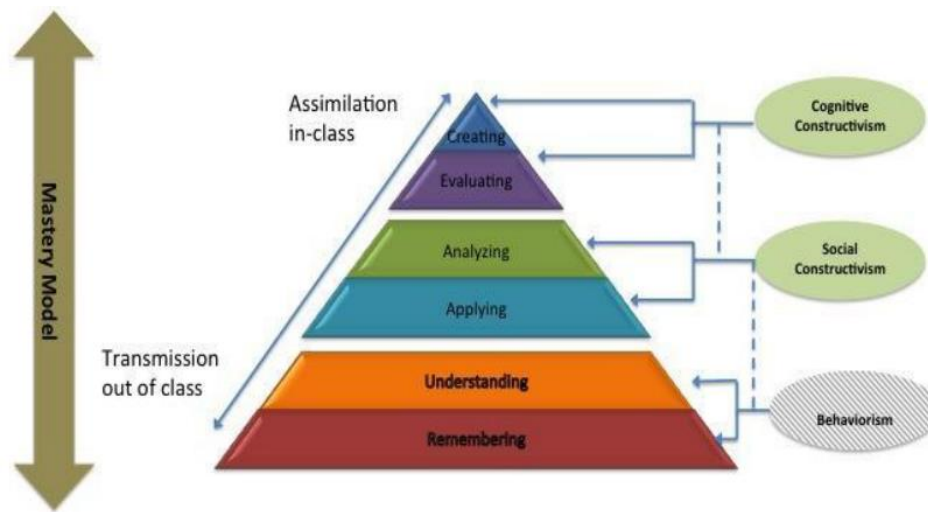 Mastery Model
Assimilation
in-class
Transmission
out of class
Creating
Evaluating
Analyzing
Applying
Understanding
Remembering
Cognitive
Constructivism
Social
Constructivism
Behaviorism